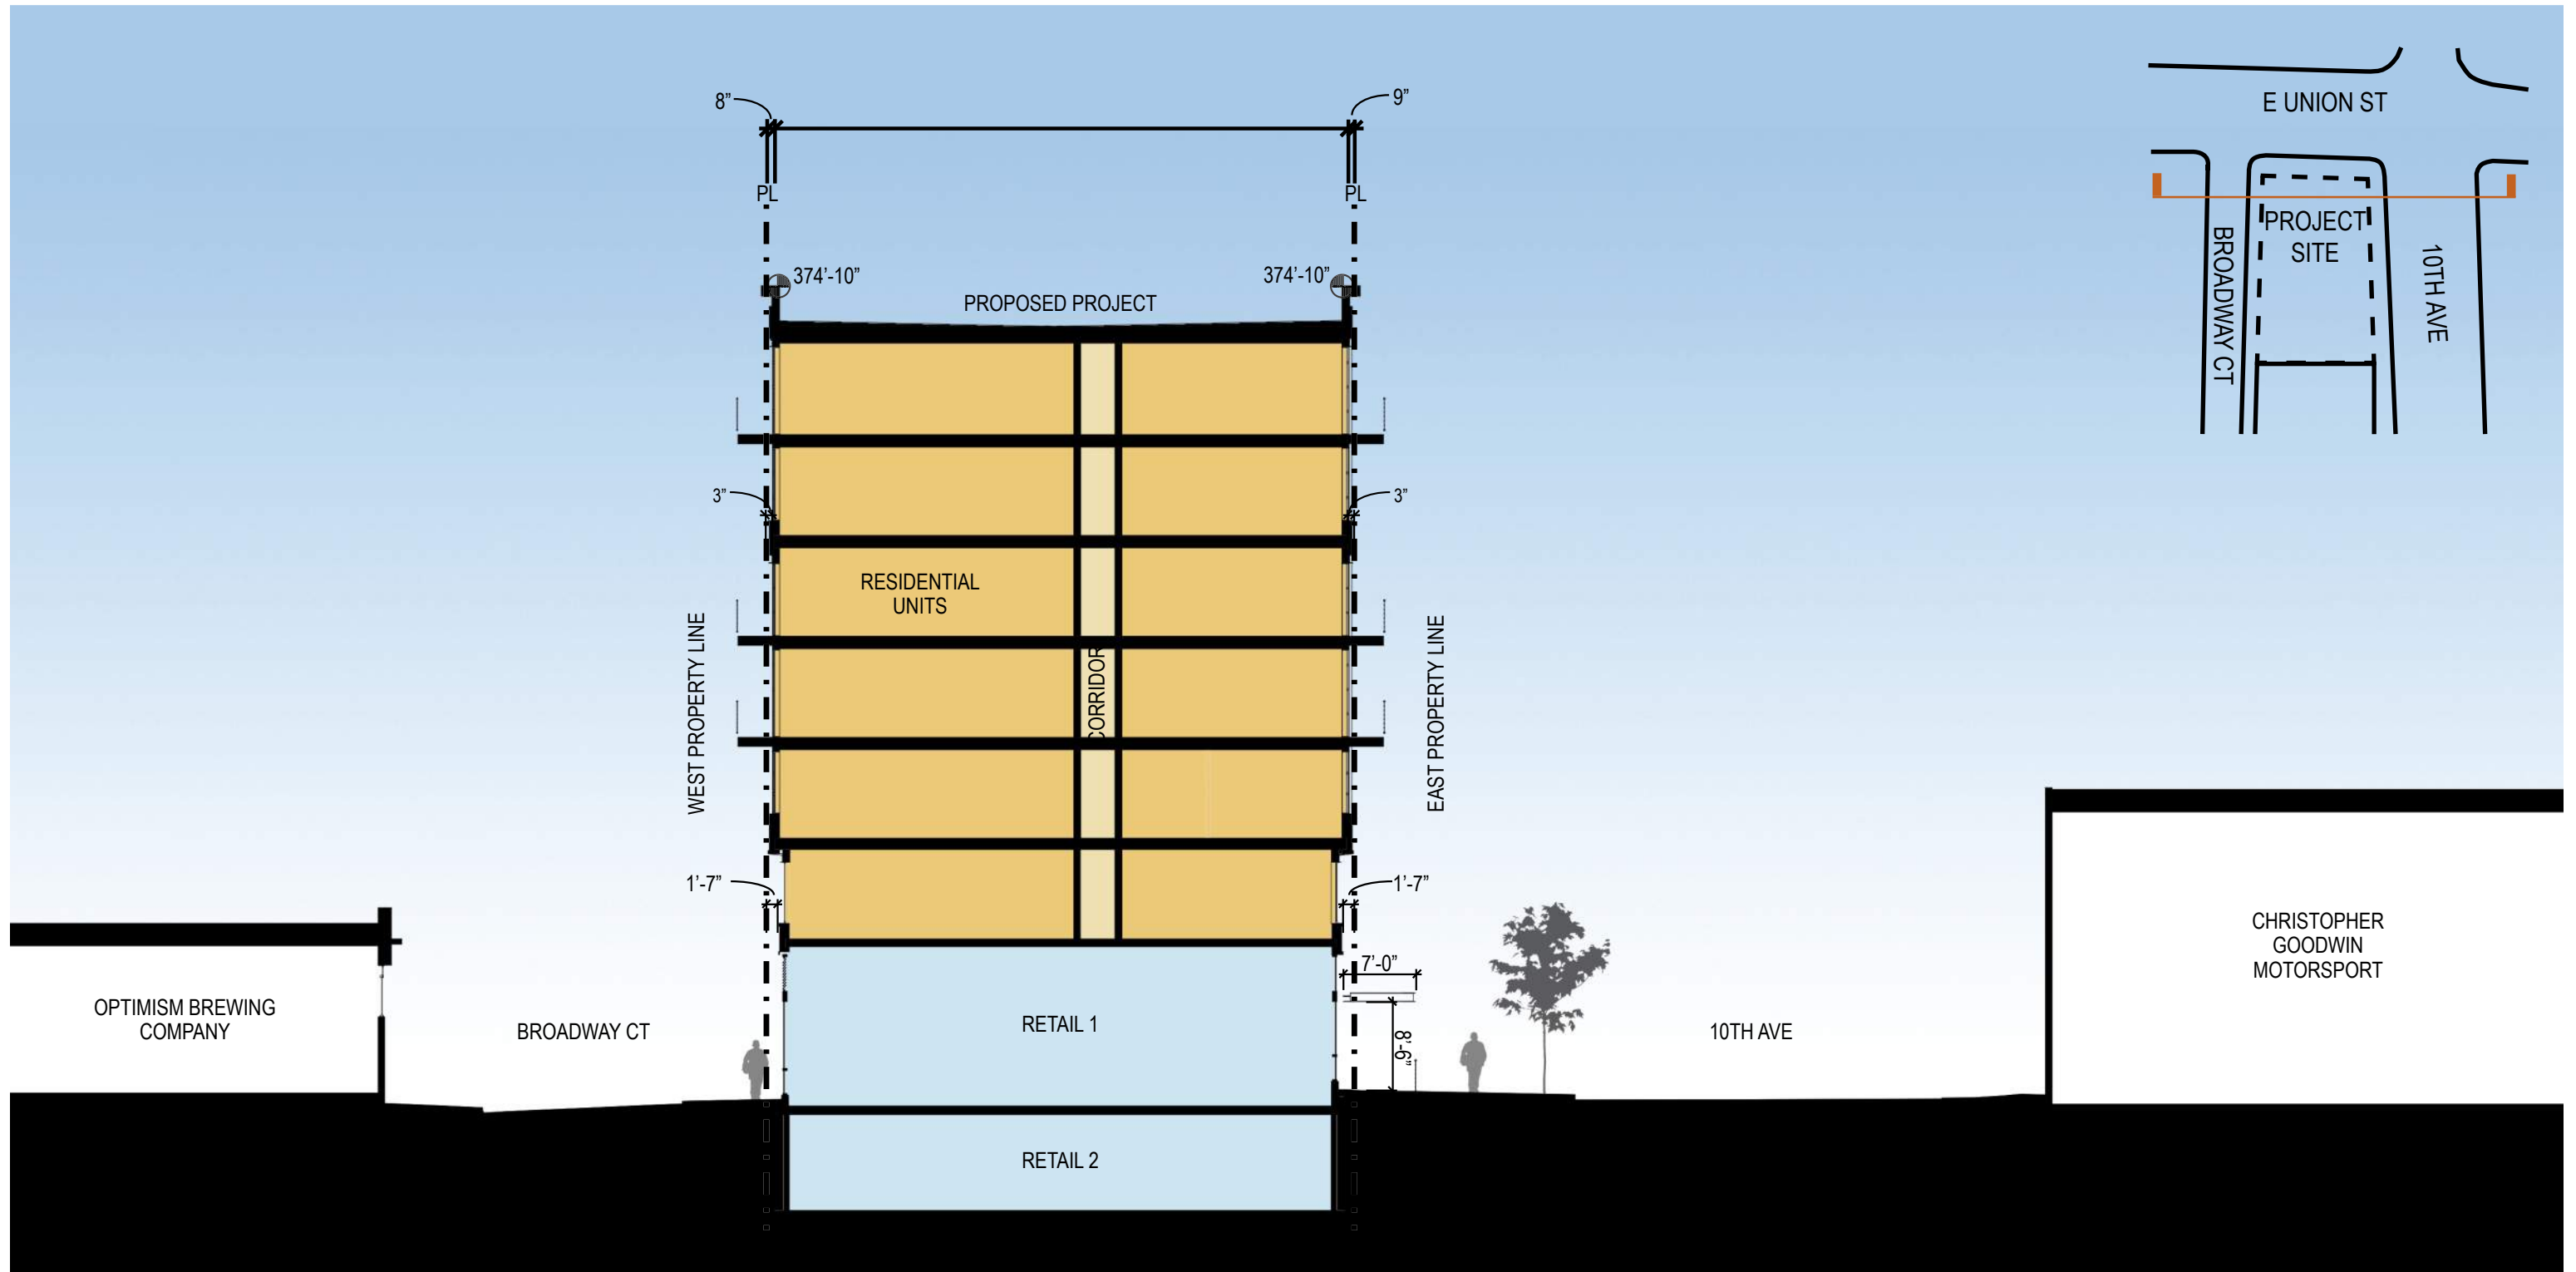 8”
9”
PL
PL
374’-10”
374’-10”
PROPOSED PROJECT
E UNION ST
PROJECT
SITE
BROADWAY CT
10TH AVE
3”
3”
RESIDENTIAL
UNITS
WEST PROPERTY LINE
CORRIDOR
EAST PROPERTY LINE
1’-7”
1’-7”
7’-0”
8’-6”
OPTIMISM BREWING
COMPANY
BROADWAY CT
RETAIL 1
10TH AVE
CHRISTOPHER
GOODWIN
MOTORSPORT
RETAIL 2